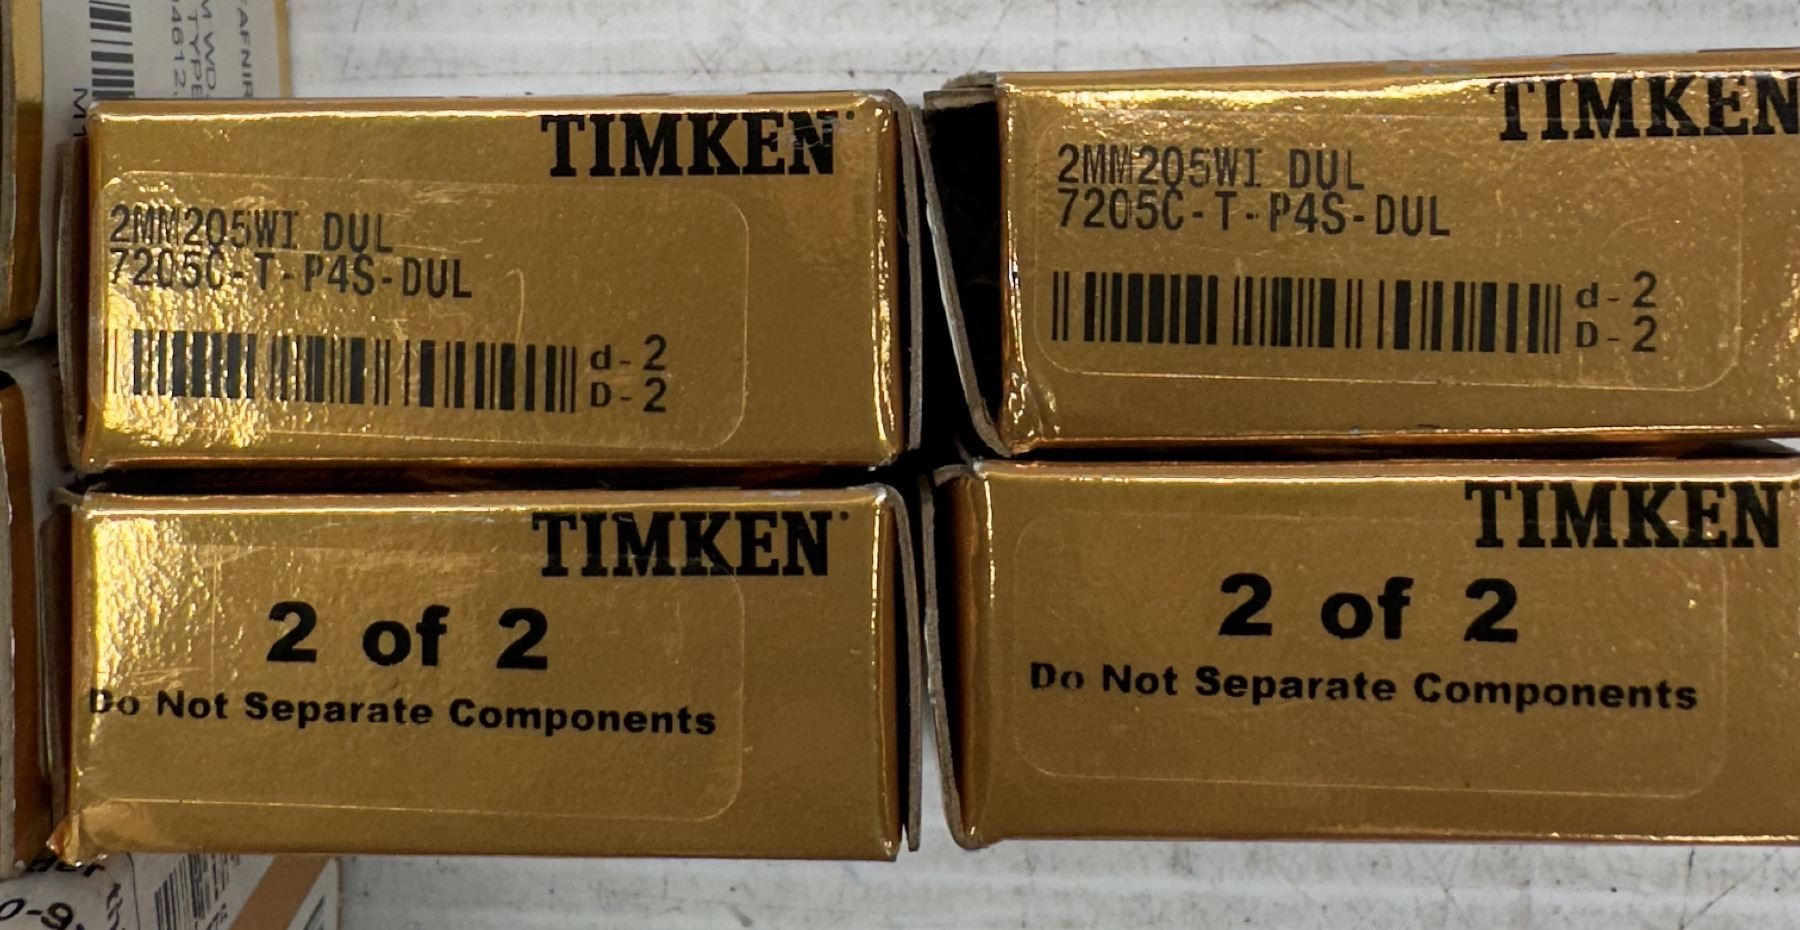 TIMKEN
2MM205WI DUL
7205C-T-P4S-DUL
d-2
D-2
TIMKEN
2MM205WI DUL
7205C-T-P4S-DUL
d-2
D-2
TIMKEN
2 of 2
Do Not Separate Components
TIMKEN
2 of 2
Do Not Separate Components